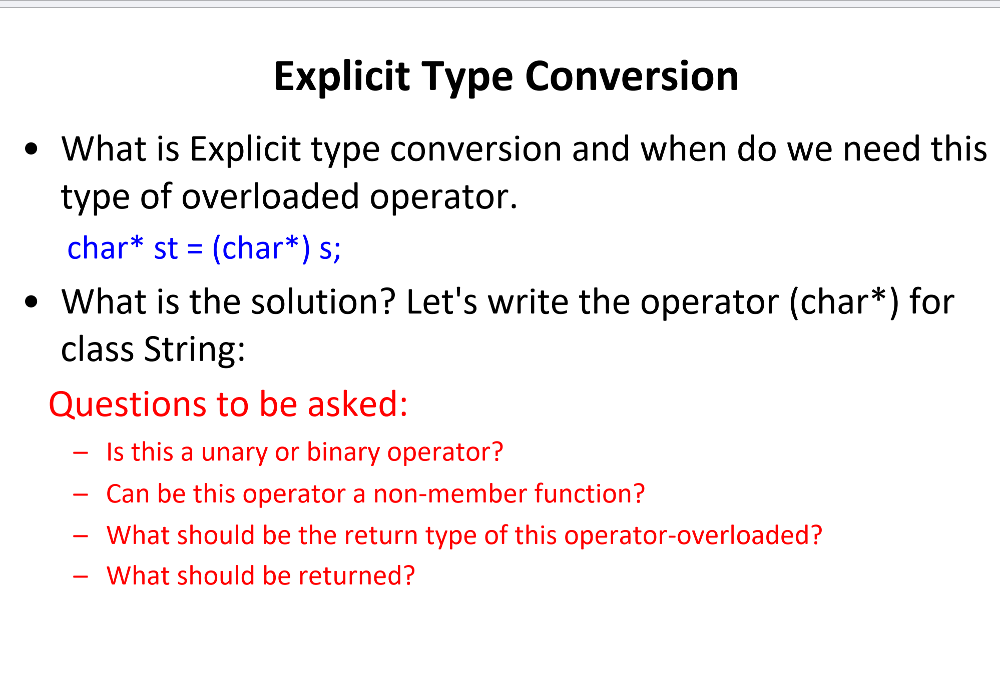 Explicit Type Conversion
• What is Explicit type conversion and when do we need this
type of overloaded operator.
char* st = (char*) s;
• What is the solution? Let's write the operator (char*) for
class String:
Questions to be asked:
– Is this a unary or binary operator?
– Can be this operator a non-member function?
– What should be the return type of this operator-overloaded?
– What should be returned?